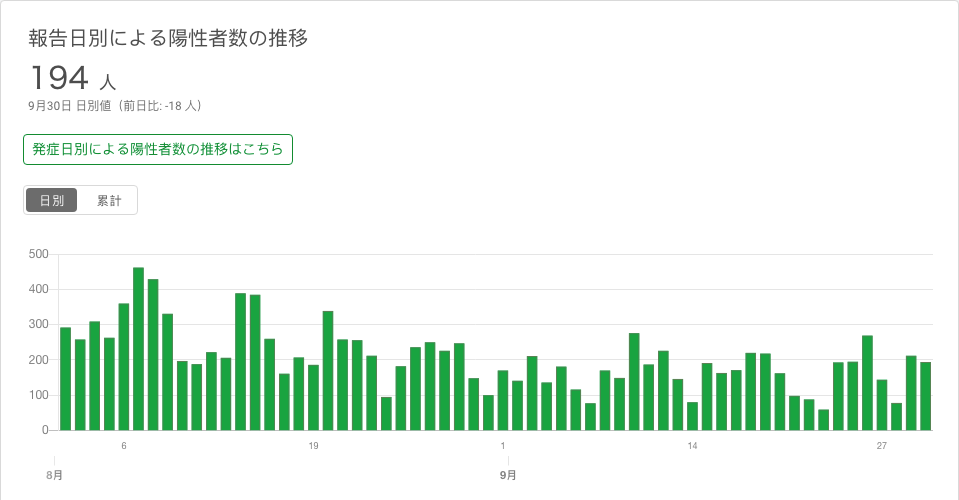 報告日別による陽性者数の推移
194 人
9月30日 日別値（前日比: -18 人）
発症日別による陽性者数の推移はこちら
日別 累計
500
400
300
200
100
0
6 19 1 14 27
8月 9月